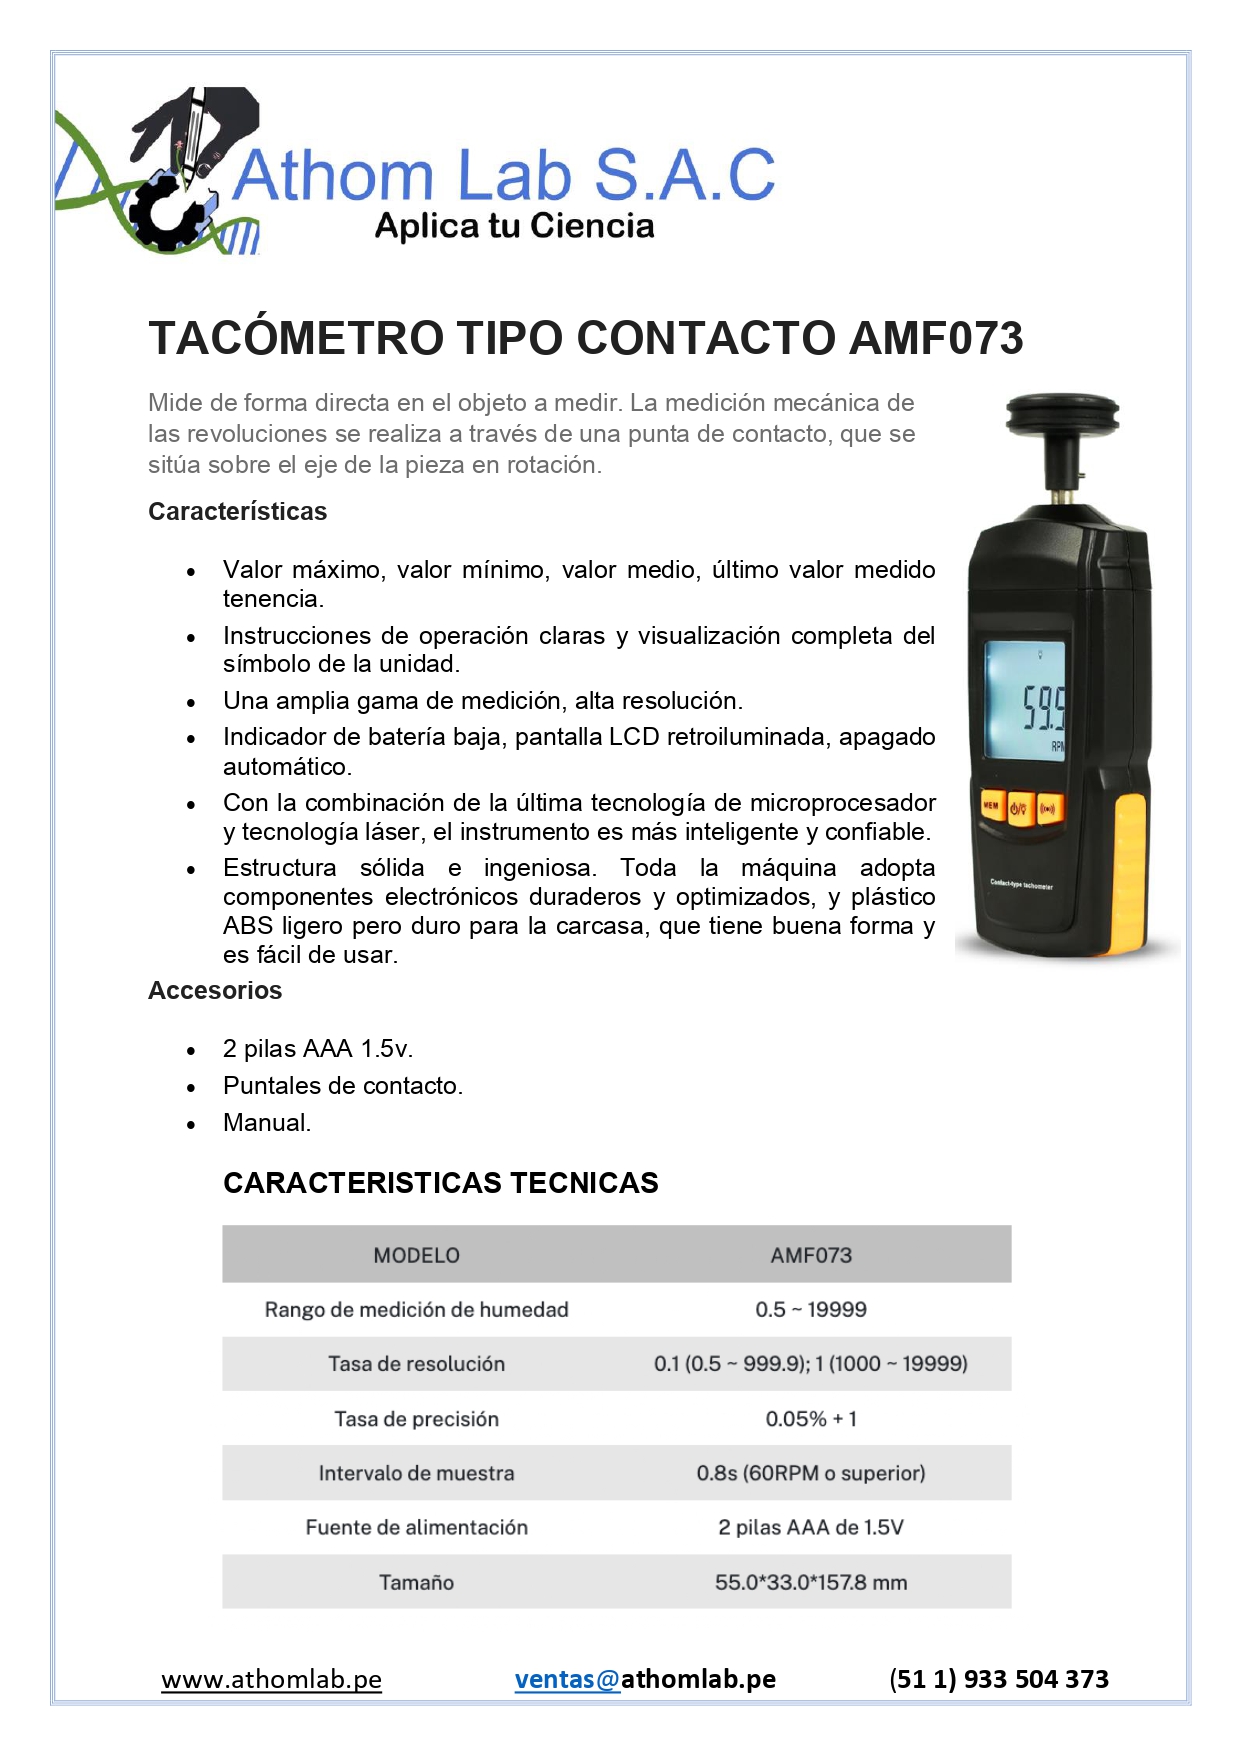 Athom Lab S.A.C
Aplica tu Ciencia
TACÓMETRO TIPO CONTACTO AMF073
Mide de forma directa en el objeto a medir. La medición mecánica de
las revoluciones se realiza a través de una punta de contacto, que se
sitúa sobre el eje de la pieza en rotación.
Características
• Valor máximo, valor mínimo, valor medio, último valor medido
tenencia.
• Instrucciones de operación claras y visualización completa del
símbolo de la unidad.
• Una amplia gama de medición, alta resolución.
• Indicador de batería baja, pantalla LCD retroiluminada, apagado
automático.
• Con la combinación de la última tecnología de microprocesador
y tecnología láser, el instrumento es más inteligente y confiable.
• Estructura sólida e ingeniosa. Toda la máquina adopta
componentes electrónicos duraderos y optimizados, y plástico
ABS ligero pero duro para la carcasa, que tiene buena forma y
es fácil de usar.
59.9
RPM
MEM
Contact-type tachometer
Accesorios
• 2 pilas AAA 1.5v.
• Puntales de contacto.
• Manual.
CARACTERISTICAS TECNICAS
MODELO AMF073
Rango de medición de humedad 0.5 ~ 19999
Tasa de resolución 0.1 (0.5 ~ 999.9); 1 (1000 ~ 19999)
Tasa de precisión 0.05% + 1
Intervalo de muestra 0.8s (60RPM o superior)
Fuente de alimentación 2 pilas AAA de 1.5V
Tamaño 55.0*33.0*157.8 mm
www.athomlab.pe ventas@athomlab.pe (51 1) 933 504 373